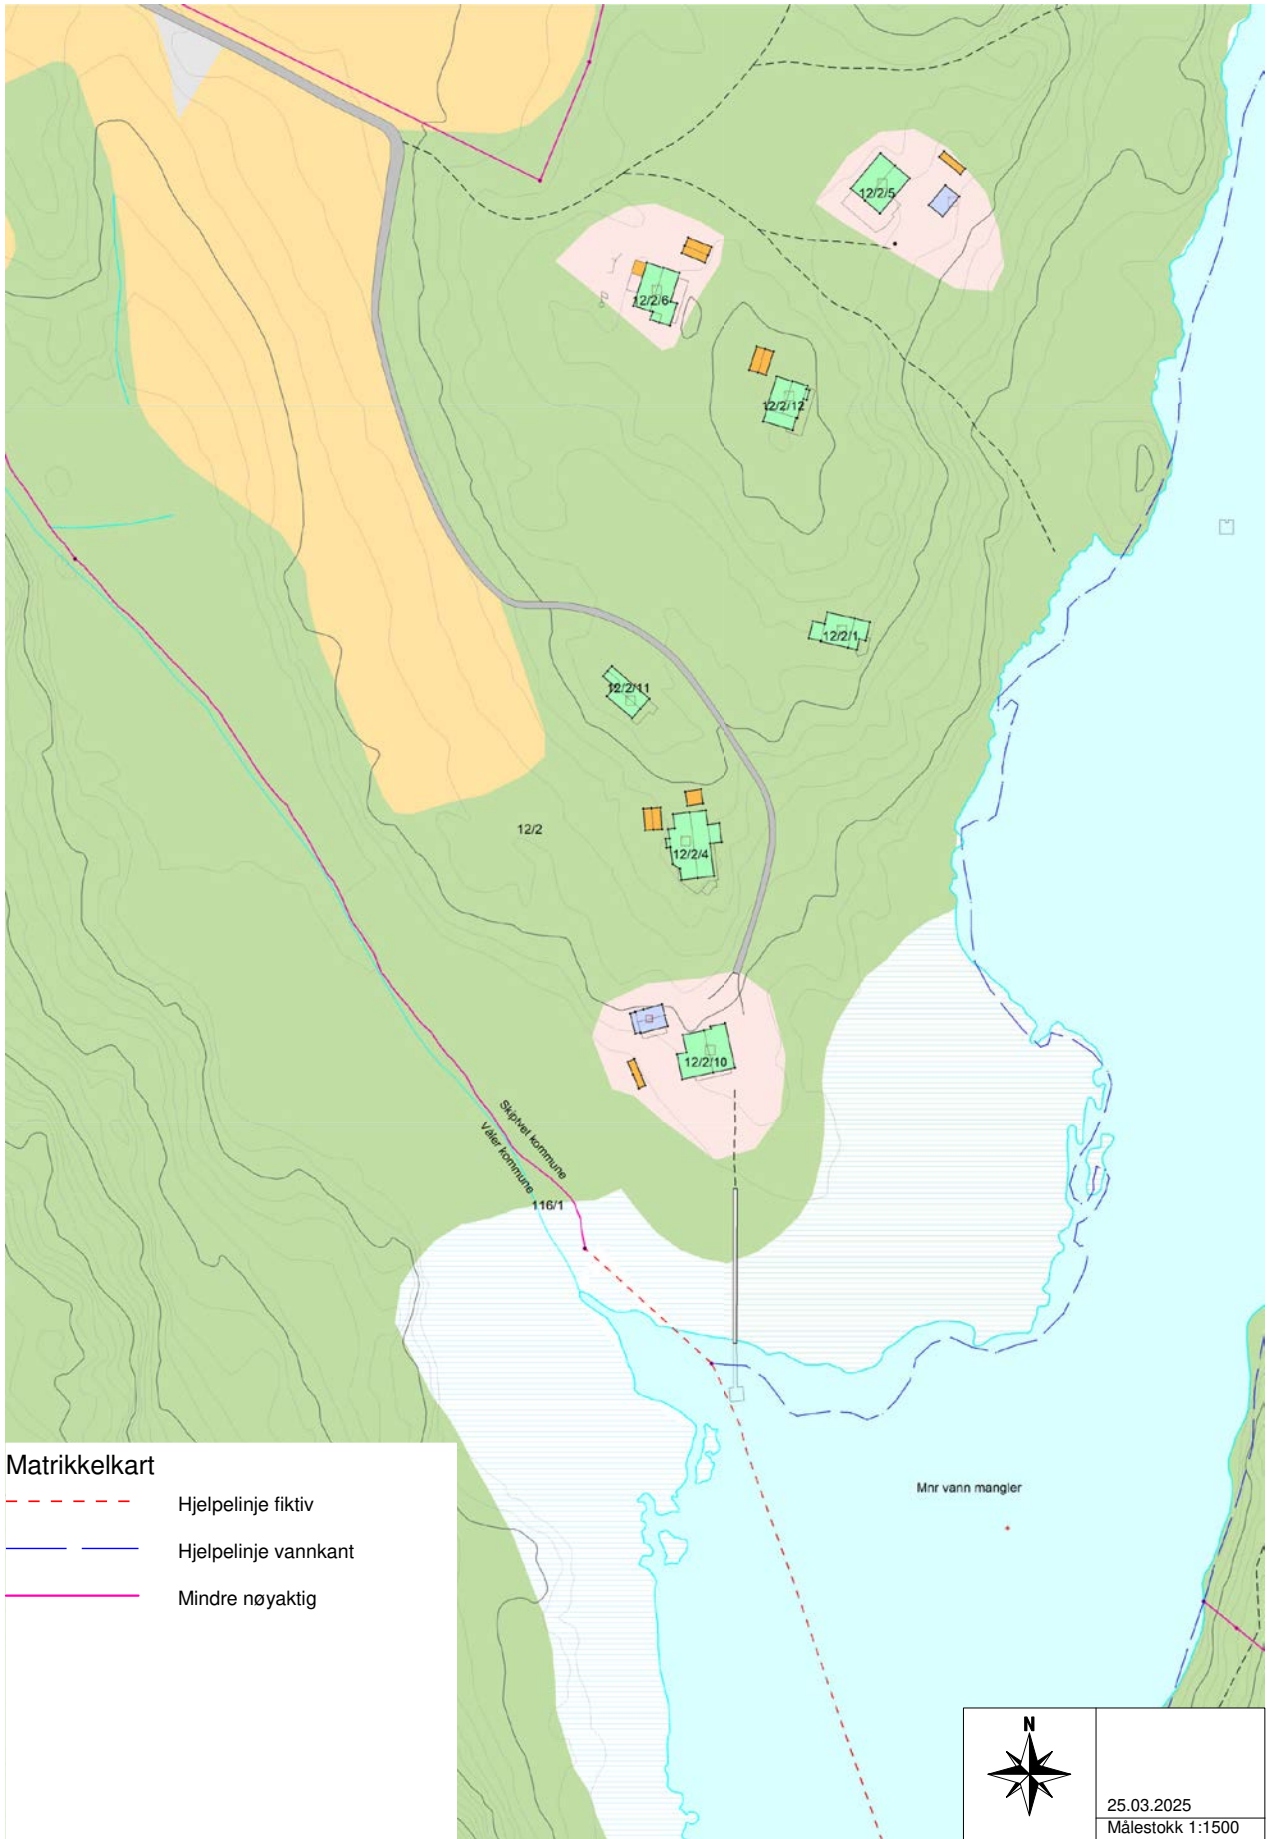 12/2/5
12/2/6
12/2/12
12/2/1
12/2/11
12/2
12/2/4
12/2/10
Skiptvet kommune
Våler kommune
116/1
Mnr vann mangler
Matrikkelkart
Hjelpelinje fiktiv
Hjelpelinje vannkant
Mindre nøyaktig
N
25.03.2025
Målestokk 1:1500